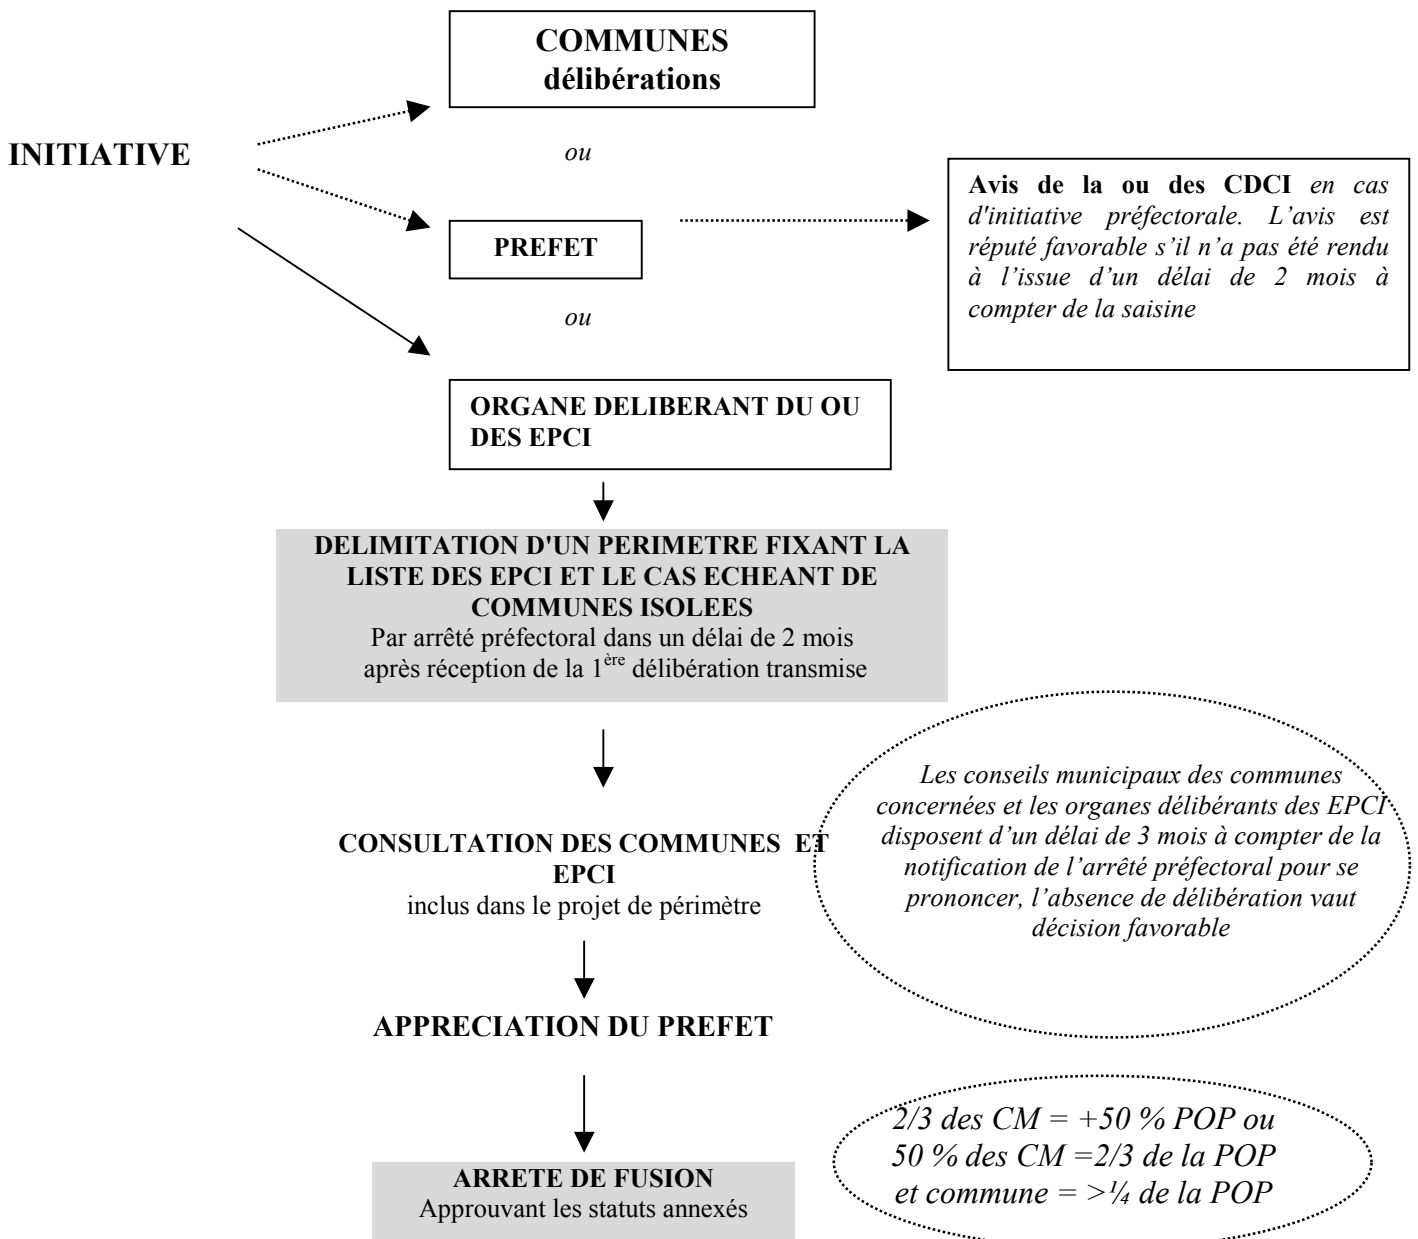 COMMUNES
délibérations
INITIATIVE
ou
PREFET
Avis de la ou des CDCI en cas
d'initiative préfectorale. L’avis est
réputé favorable s’il n’a pas été rendu
à l’issue d’un délai de 2 mois à
compter de la saisine
ou
ORGANE DELIBERANT DU OU
DES EPCI
DELIMITATION D'UN PERIMETRE FIXANT LA
LISTE DES EPCI ET LE CAS ECHEANT DE
COMMUNES ISOLEES
Par arrêté préfectoral dans un délai de 2 mois
après réception de la 1ère délibération transmise
CONSULTATION DES COMMUNES ET
EPCI
inclus dans le projet de périmètre
Les conseils municipaux des communes
concernées et les organes délibérants des EPCI
disposent d’un délai de 3 mois à compter de la
notification de l’arrêté préfectoral pour se
prononcer, l’absence de délibération vaut
décision favorable
APPRECIATION DU PREFET
2/3 des CM = +50 % POP ou
50 % des CM =2/3 de la POP
et commune = >¼ de la POP
ARRETE DE FUSION
Approuvant les statuts annexés